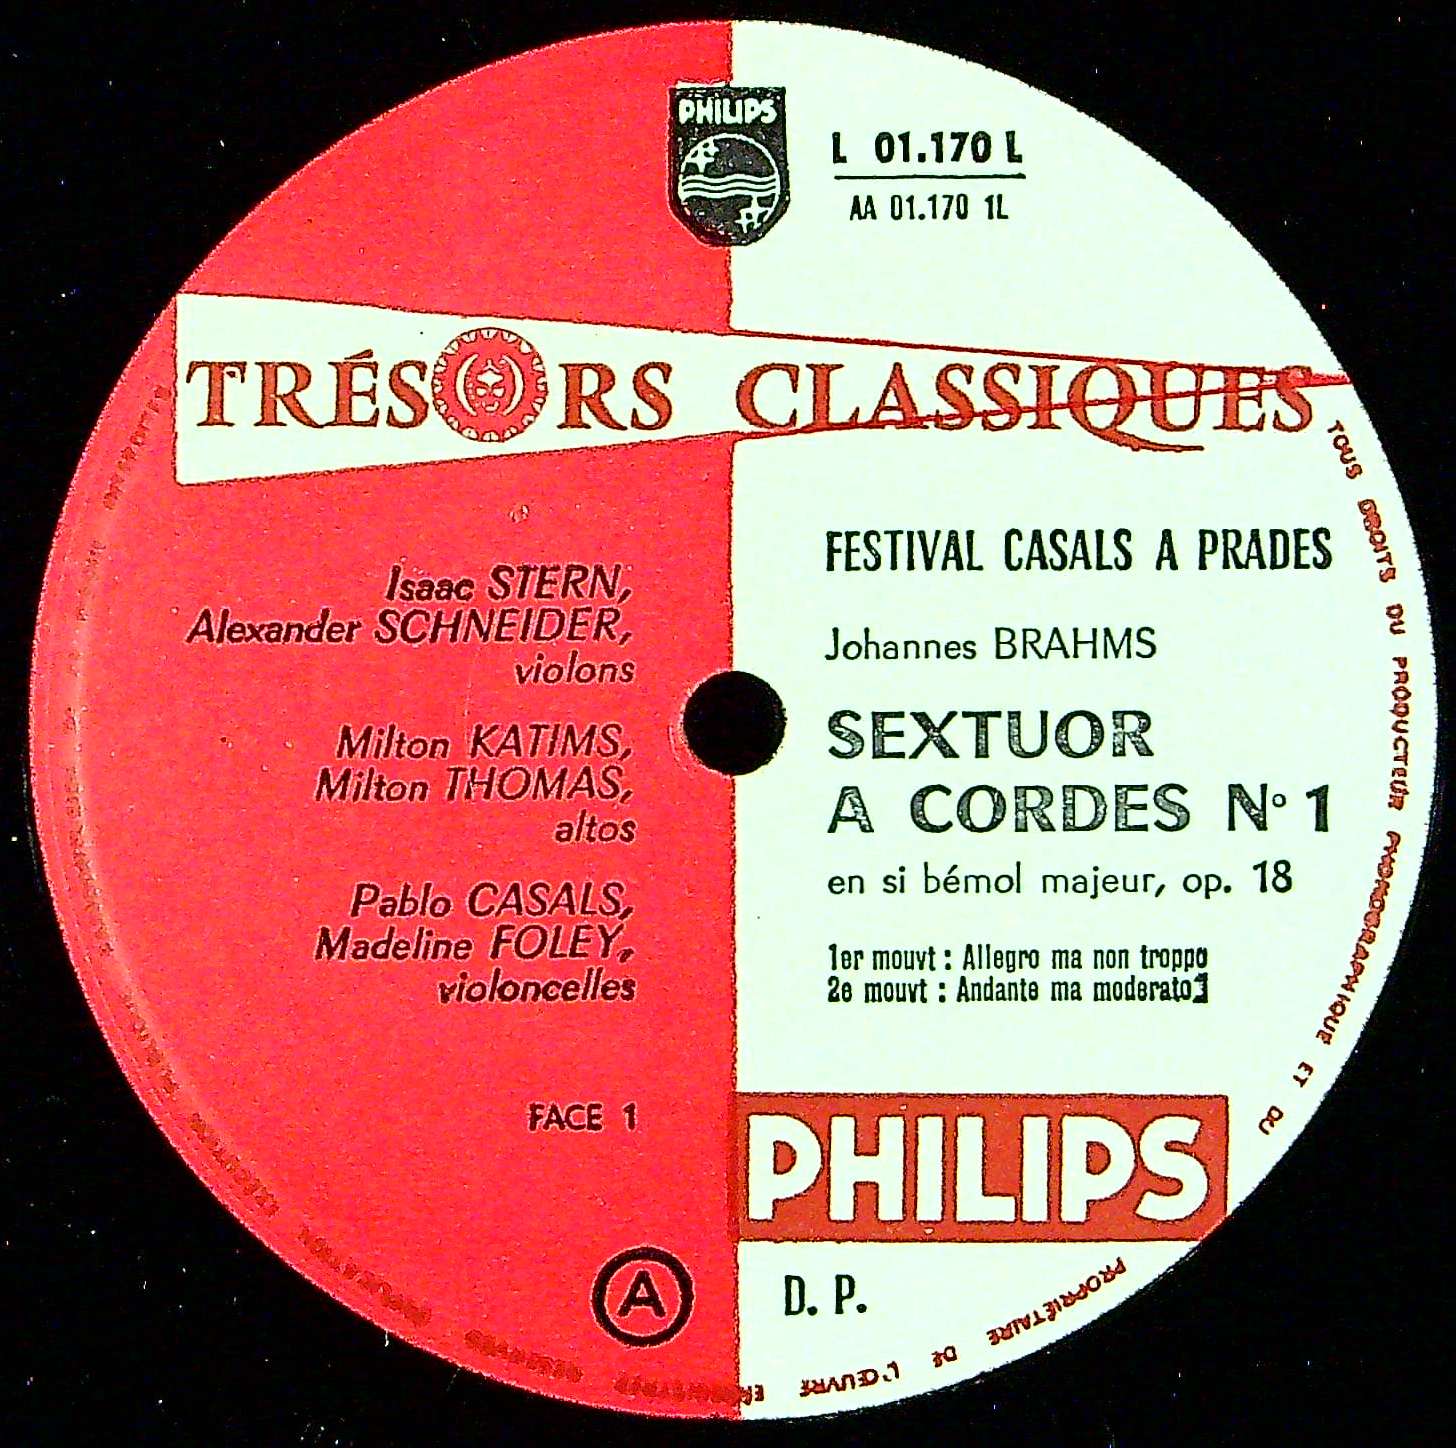 PHILIPS
L 01.170 L
AA 01.170 1L
TRÉSORS CLASSIQUES
Isaac STERN,
Alexander SCHNEIDER,
violons
Milton KATIMS,
Milton THOMAS,
altos
Pablo CASALS,
Madeline FOLEY,
violoncelles
FACE 1
A
FESTIVAL CASALS A PRADES
Johannes BRAHMS
SEXTUOR
A CORDES N° 1
en si bémol majeur, op. 18
1er mouvt : Allegro ma non troppo
2e mouvt : Andante ma moderato
PHILIPS
D. P.
TOUS DROITS DU PRODUCTEUR PHONOGRAPHIQUE ET DU PROPRIÉTAIRE DE L'ŒUVRE ENREGISTRÉE RÉSERVÉS